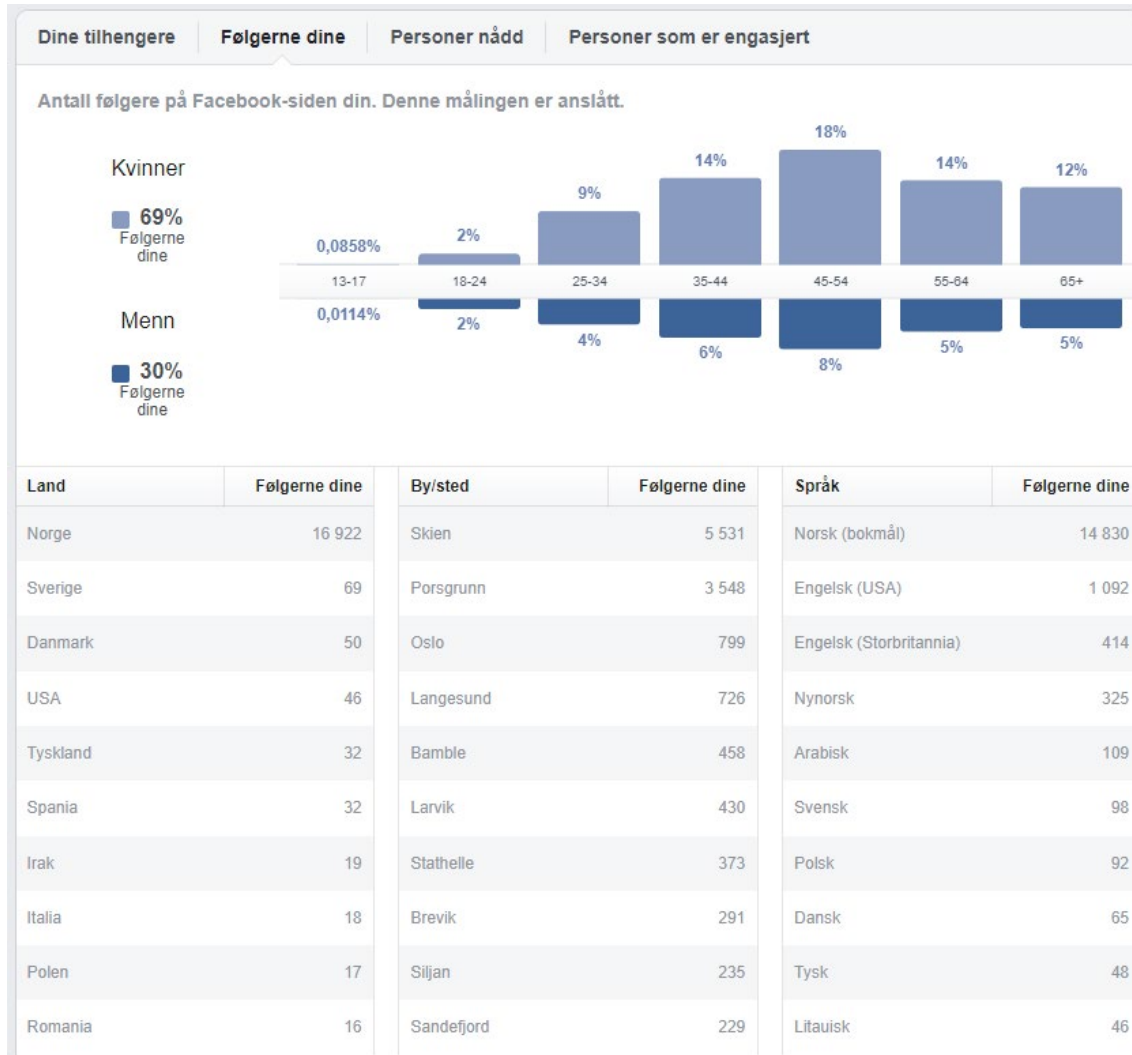 Dine tilhengere Følgerne dine Personer nådd Personer som er engasjert
Antall følgere på Facebook-siden din. Denne målingen er anslått.
Kvinner
69%
Følgerne
dine
0,0858% 2% 9% 14% 18% 14% 12%
13-17 18-24 25-34 35-44 45-54 55-64 65+
0,0114% 2% 4% 6% 8% 5% 5%
Menn
30%
Følgerne
dine
Land Følgerne dine By/sted Følgerne dine Språk Følgerne dine
Norge 16 922 Skien 5 531 Norsk (bokmål) 14 830
Sverige 69 Porsgrunn 3 548 Engelsk (USA) 1 092
Danmark 50 Oslo 799 Engelsk (Storbritannia) 414
USA 46 Langesund 726 Nynorsk 325
Tyskland 32 Bamble 458 Arabisk 109
Spania 32 Larvik 430 Svensk 98
Irak 19 Stathelle 373 Polsk 92
Italia 18 Brevik 291 Dansk 65
Polen 17 Siljan 235 Tysk 48
Romania 16 Sandefjord 229 Litauisk 46